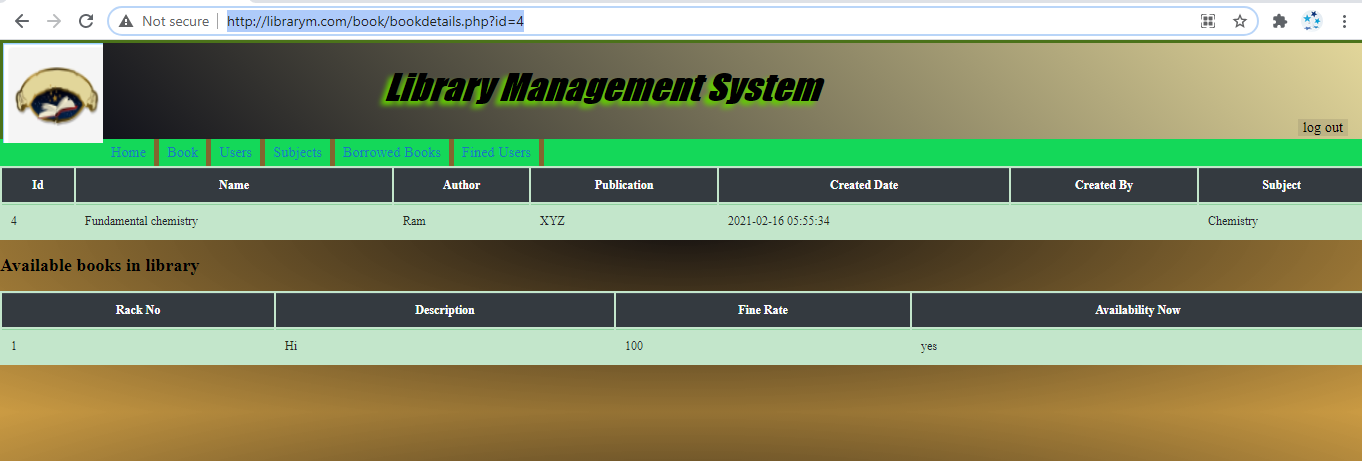 Not secure | http://librarym.com/book/bookdetails.php?id=4
Library Management System
log out
Home Book Users Subjects Borrowed Books Fined Users
Id Name Author Publication Created Date Created By Subject
4 Fundamental chemistry Ram XYZ 2021-02-16 05:55:34 Chemistry
Available books in library
Rack No Description Fine Rate Availability Now
1 Hi 100 yes